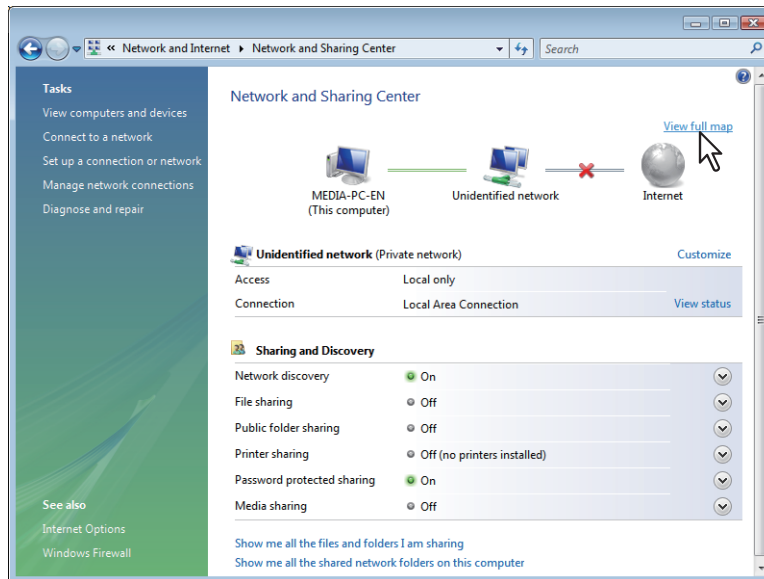 « Network and Internet ▸ Network and Sharing Center
Search
Tasks
View computers and devices
Connect to a network
Set up a connection or network
Manage network connections
Diagnose and repair
See also
Internet Options
Windows Firewall
Network and Sharing Center
View full map
MEDIA-PC-EN
(This computer)
Unidentified network
Internet
Unidentified network (Private network)
Customize
Access Local only
Connection Local Area Connection View status
Sharing and Discovery
Network discovery On
File sharing Off
Public folder sharing Off
Printer sharing Off (no printers installed)
Password protected sharing On
Media sharing Off
Show me all the files and folders I am sharing
Show me all the shared network folders on this computer